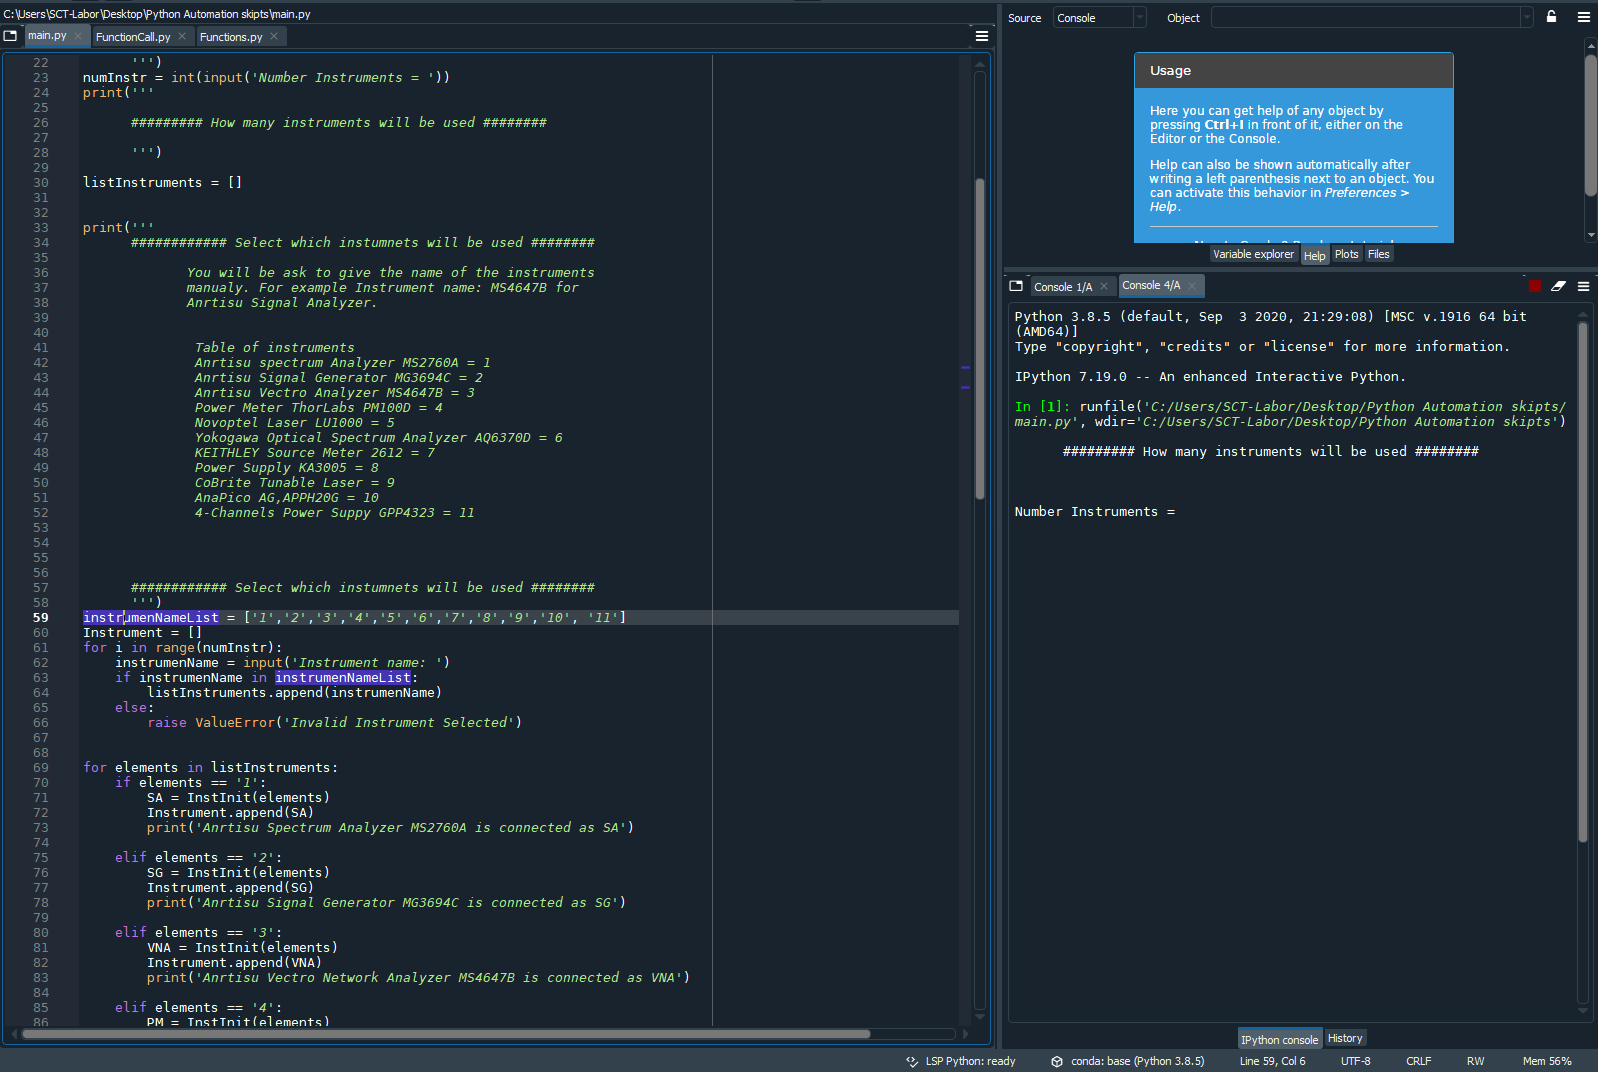 C:\Users\SCT-Labor\Desktop\Python Automation skipts\main.py
main.py
FunctionCall.py
Functions.py
22 ''')
23 numInstr = int(input('Number Instruments = '))
24 print('''
25
26 ######### How many instruments will be used ########
27
28 ''')
29
30 listInstruments = []
31
32
33 print('''
34 ############ Select which instumnets will be used ########
35
36 You will be ask to give the name of the instruments
37 manualy. For example Instrument name: MS4647B for
38 Anrtisu Signal Analyzer.
39
40
41 Table of instruments
42 Anrtisu spectrum Analyzer MS2760A = 1
43 Anrtisu Signal Generator MG3694C = 2
44 Anrtisu Vectro Analyzer MS4647B = 3
45 Power Meter ThorLabs PM100D = 4
46 Novoptel Laser LU1000 = 5
47 Yokogawa Optical Spectrum Analyzer AQ6370D = 6
48 KEITHLEY Source Meter 2612 = 7
49 Power Supply KA3005 = 8
50 CoBrite Tunable Laser = 9
51 AnaPico AG,APPH20G = 10
52 4-Channels Power Suppy GPP4323 = 11
53
54
55
56
57 ############ Select which instumnets will be used ########
58 ''')
59 instrumenNameList = ['1','2','3','4','5','6','7','8','9','10', '11']
60 Instrument = []
61 for i in range(numInstr):
62 instrumenName = input('Instrument name: ')
63 if instrumenName in instrumenNameList:
64 listInstruments.append(instrumenName)
65 else:
66 raise ValueError('Invalid Instrument Selected')
67
68
69 for elements in listInstruments:
70 if elements == '1':
71 SA = InstInit(elements)
72 Instrument.append(SA)
73 print('Anrtisu Spectrum Analyzer MS2760A is connected as SA')
74
75 elif elements == '2':
76 SG = InstInit(elements)
77 Instrument.append(SG)
78 print('Anrtisu Signal Generator MG3694C is connected as SG')
79
80 elif elements == '3':
81 VNA = InstInit(elements)
82 Instrument.append(VNA)
83 print('Anrtisu Vectro Network Analyzer MS4647B is connected as VNA')
84
85 elif elements == '4':
86 PM = InstInit(elements)
Source Console Object
Usage
Here you can get help of any object by
pressing Ctrl+I in front of it, either on the
Editor or the Console.
Help can also be shown automatically after
writing a left parenthesis next to an object. You
can activate this behavior in Preferences >
Help.
Variable explorer Help Plots Files
Console 1/A Console 4/A
Python 3.8.5 (default, Sep  3 2020, 21:29:08) [MSC v.1916 64 bit
(AMD64)]
Type "copyright", "credits" or "license" for more information.
IPython 7.19.0 -- An enhanced Interactive Python.
In [1]: runfile('C:/Users/SCT-Labor/Desktop/Python Automation skipts/
main.py', wdir='C:/Users/SCT-Labor/Desktop/Python Automation skipts')
######### How many instruments will be used ########
Number Instruments =
IPython console History
LSP Python: ready conda: base (Python 3.8.5) Line 59, Col 6 UTF-8 CRLF RW Mem 56%